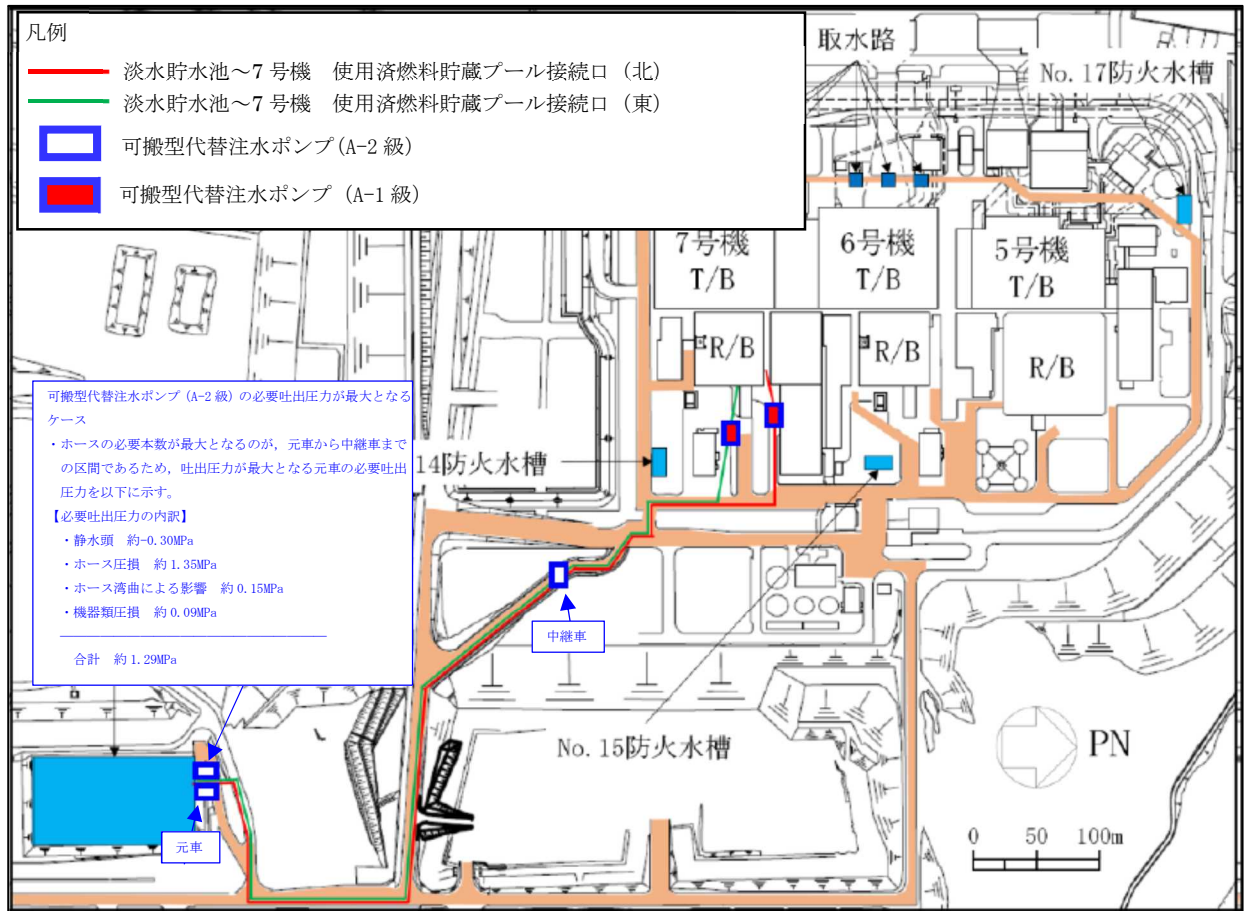 凡例
淡水貯水池～7 号機　使用済燃料貯蔵プール接続口（北）
淡水貯水池～7 号機　使用済燃料貯蔵プール接続口（東）
可搬型代替注水ポンプ(A-2 級)
可搬型代替注水ポンプ（A-1 級）
取水路
No.17防火水槽
7号機
T/B
6号機
T/B
5号機
T/B
R/B
R/B
R/B
可搬型代替注水ポンプ（A-2 級）の必要吐出圧力が最大となる
ケース
・ホースの必要本数が最大となるのが，元車から中継車まで
の区間であるため，吐出圧力が最大となる元車の必要吐出
圧力を以下に示す。
【必要吐出圧力の内訳】
・静水頭　約-0.30MPa
・ホース圧損　約 1.35MPa
・ホース湾曲による影響　約 0.15MPa
・機器類圧損　約 0.09MPa
合計　約 1.29MPa
14防火水槽
中継車
No.15防火水槽
PN
元車
0 50 100m